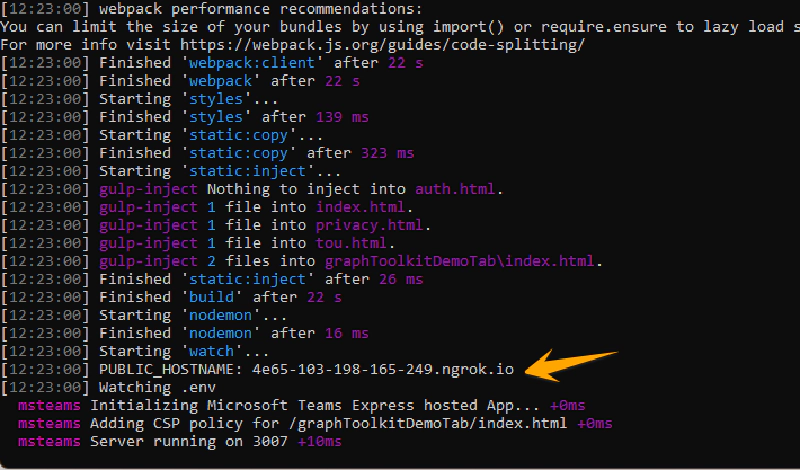 [12:23:00] webpack performance recommendations:
You can limit the size of your bundles by using import() or require.ensure to lazy load s
For more info visit https://webpack.js.org/guides/code-splitting/
[12:23:00] Finished 'webpack:client' after 22 s
[12:23:00] Finished 'webpack' after 22 s
[12:23:00] Starting 'styles'...
[12:23:00] Finished 'styles' after 139 ms
[12:23:00] Starting 'static:copy'...
[12:23:00] Finished 'static:copy' after 323 ms
[12:23:00] Starting 'static:inject'...
[12:23:00] gulp-inject Nothing to inject into auth.html.
[12:23:00] gulp-inject 1 file into index.html.
[12:23:00] gulp-inject 1 file into privacy.html.
[12:23:00] gulp-inject 1 file into tou.html.
[12:23:00] gulp-inject 2 files into graphToolkitDemoTab\index.html.
[12:23:00] Finished 'static:inject' after 26 ms
[12:23:00] Finished 'build' after 22 s
[12:23:00] Starting 'nodemon'...
[12:23:00] Finished 'nodemon' after 16 ms
[12:23:00] Starting 'watch'...
[12:23:00] PUBLIC_HOSTNAME: 4e65-103-198-165-249.ngrok.io
[12:23:00] Watching .env
msteams Initializing Microsoft Teams Express hosted App... +0ms
msteams Adding CSP policy for /graphToolkitDemoTab/index.html +0ms
msteams Server running on 3007 +10ms